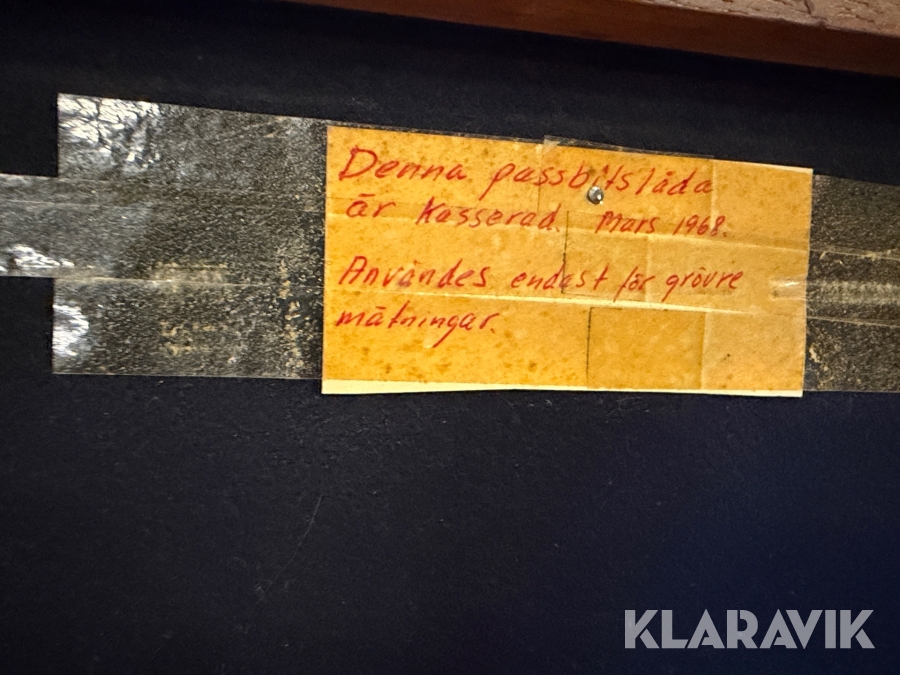 Denna passbitslåda
är Kasserad. Mars 1968.
Användes endast för grövre
mätningar.
KLARAVIK